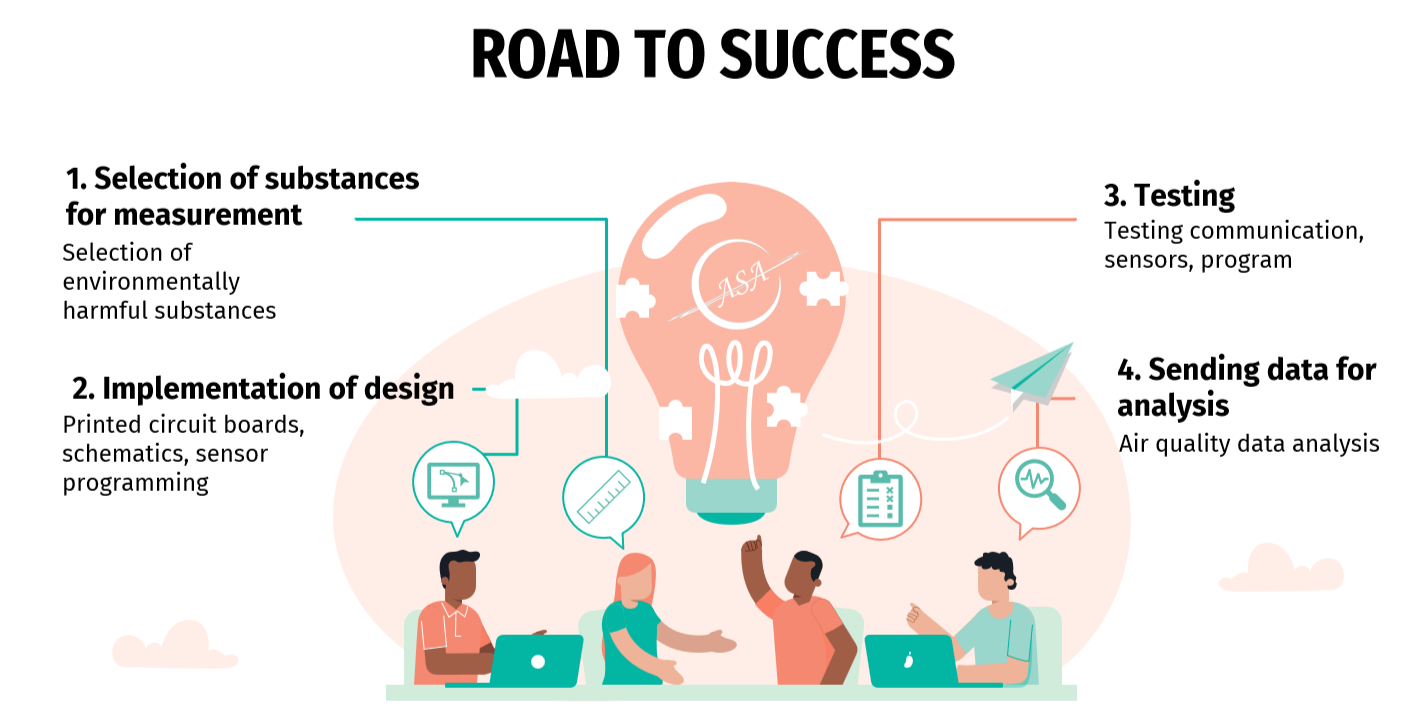 ROAD TO SUCCESS
1. Selection of substances
for measurement
Selection of
environmentally
harmful substances
2. Implementation of design
Printed circuit boards,
schematics, sensor
programming
ASA
3. Testing
Testing communication,
sensors, program
4. Sending data for
analysis
Air quality data analysis